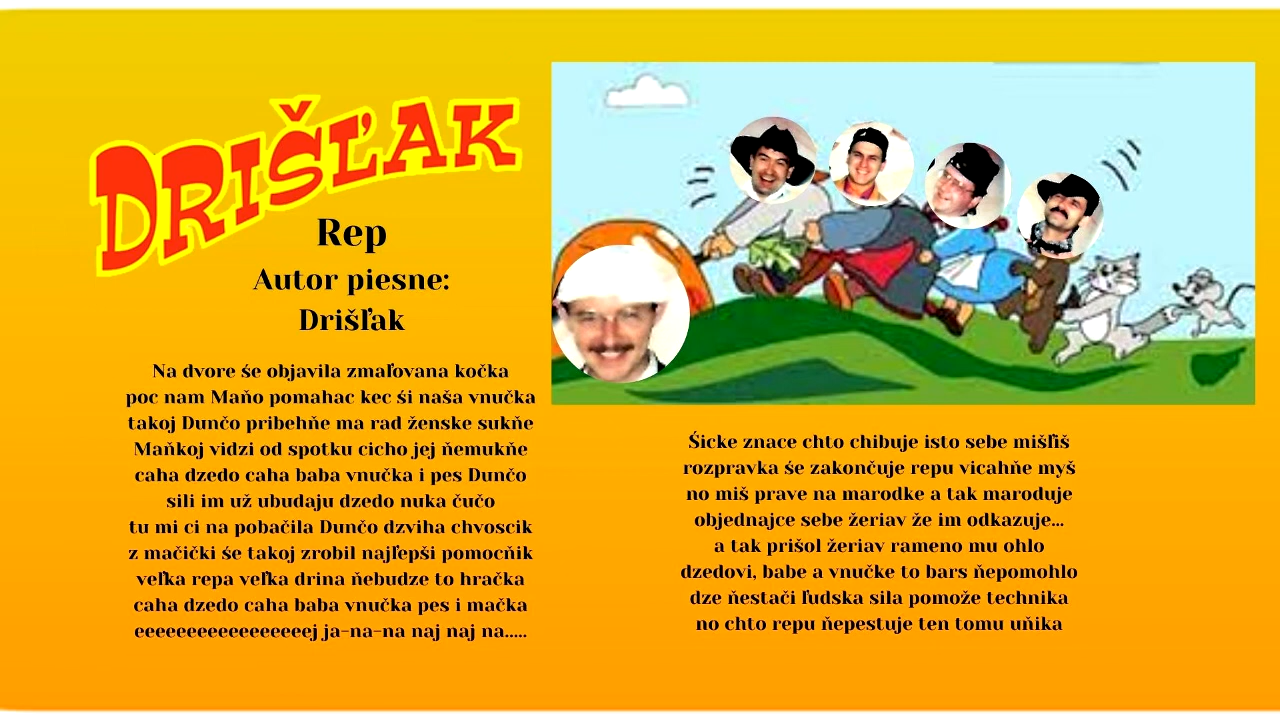 DRIŠĽAK
Rep
Autor piesne:
Drišľak
Na dvore śe objavila zmaľovana kočka
poc nam Maňo pomahac kec śi naša vnučka
takoj Dunčo pribehňe ma rad ženske sukňe
Maňkoj vidzi od spotku cicho jej ňemukňe
caha dzedo caha baba vnučka i pes Dunčo
sili im už ubudaju dzedo nuka čučo
tu mi ci na pobačila Dunčo dzviha chvoscik
z mačički śe takoj zrobil najľepši pomocňik
veľka repa veľka drina ňebudze to hračka
caha dzedo caha baba vnučka pes i mačka
eeeeeeeeeeeeeeeeej ja-na-na naj naj na.....
Śicke znace chto chibuje isto sebe mišľiš
rozpravka śe zakončuje repu vicahňe myš
no miš prave na marodke a tak maroduje
objednajce sebe žeriav že im odkazuje...
a tak prišol žeriav rameno mu ohlo
dzedovi, babe a vnučke to bars ňepomohlo
dze ňestači ľudska sila pomože technika
no chto repu ňepestuje ten tomu uňika